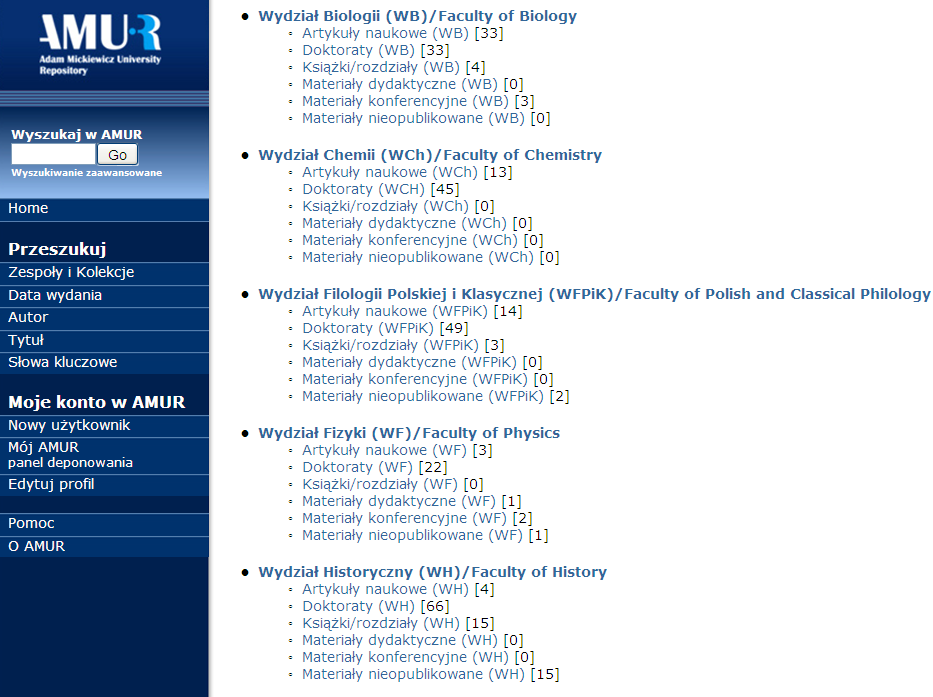 AMUR
Adam Mickiewicz University
Repository
Wyszukaj w AMUR
Go
Wyszukiwanie zaawansowane
Home
Przeszukuj
Zespoły i Kolekcje
Data wydania
Autor
Tytuł
Słowa kluczowe
Moje konto w AMUR
Nowy użytkownik
Mój AMUR
panel deponowania
Edytuj profil
Pomoc
O AMUR
Wydział Biologii (WB)/Faculty of Biology
Artykuły naukowe (WB) [33]
Doktoraty (WB) [33]
Książki/rozdziały (WB) [4]
Materiały dydaktyczne (WB) [0]
Materiały konferencyjne (WB) [3]
Materiały nieopublikowane (WB) [0]
Wydział Chemii (WCh)/Faculty of Chemistry
Artykuły naukowe (WCh) [13]
Doktoraty (WCH) [45]
Książki/rozdziały (WCh) [0]
Materiały dydaktyczne (WCh) [0]
Materiały konferencyjne (WCh) [0]
Materiały nieopublikowane (WCh) [0]
Wydział Filologii Polskiej i Klasycznej (WFPiK)/Faculty of Polish and Classical Philology
Artykuły naukowe (WFPiK) [14]
Doktoraty (WFPiK) [49]
Książki/rozdziały (WFPiK) [3]
Materiały dydaktyczne (WFPiK) [0]
Materiały konferencyjne (WFPiK) [0]
Materiały nieopublikowane (WFPiK) [2]
Wydział Fizyki (WF)/Faculty of Physics
Artykuły naukowe (WF) [3]
Doktoraty (WF) [22]
Książki/rozdziały (WF) [0]
Materiały dydaktyczne (WF) [1]
Materiały konferencyjne (WF) [2]
Materiały nieopublikowane (WF) [1]
Wydział Historyczny (WH)/Faculty of History
Artykuły naukowe (WH) [4]
Doktoraty (WH) [66]
Książki/rozdziały (WH) [15]
Materiały dydaktyczne (WH) [0]
Materiały konferencyjne (WH) [0]
Materiały nieopublikowane (WH) [15]